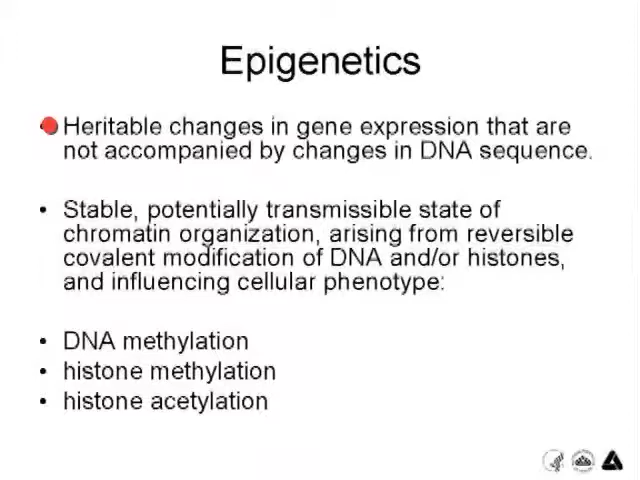 Epigenetics
• Heritable changes in gene expression that are
not accompanied by changes in DNA sequence.
• Stable, potentially transmissible state of
chromatin organization, arising from reversible
covalent modification of DNA and/or histones,
and influencing cellular phenotype:
• DNA methylation
• histone methylation
• histone acetylation